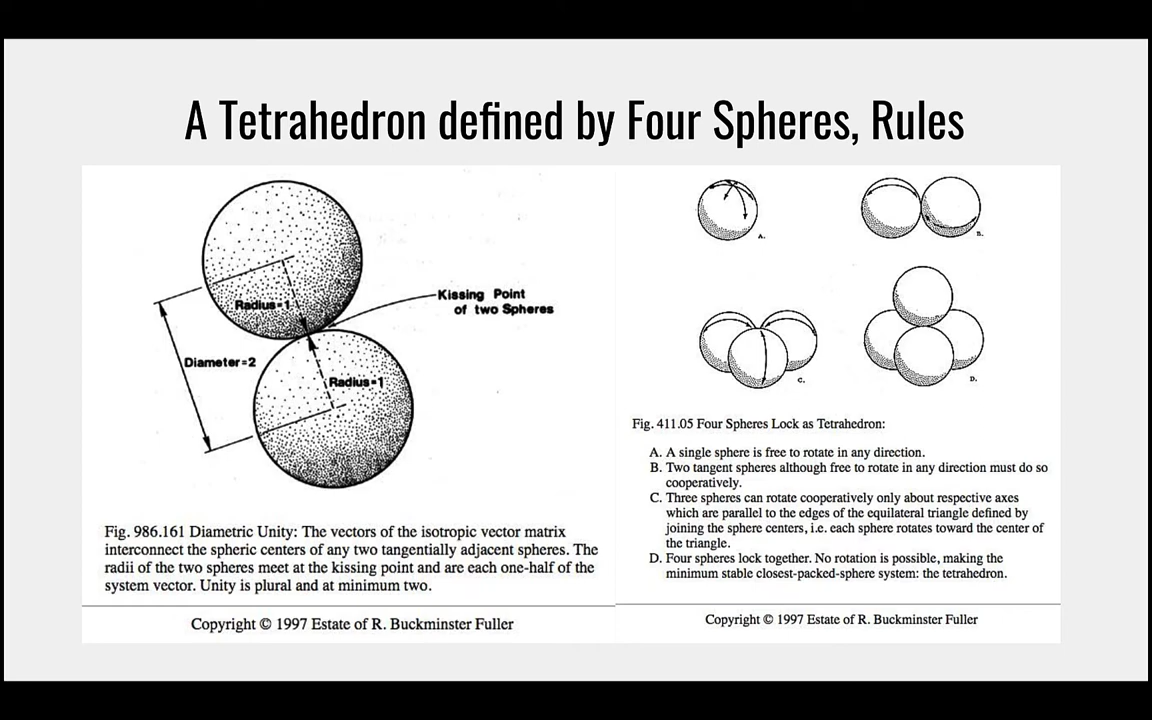 A Tetrahedron defined by Four Spheres, Rules
Radius=1
Kissing Point
of two Spheres
Diameter=2
Radius=1
Fig. 986.161 Diametric Unity: The vectors of the isotropic vector matrix
interconnect the spheric centers of any two tangentially adjacent spheres. The
radii of the two spheres meet at the kissing point and are each one-half of the
system vector. Unity is plural and at minimum two.
Copyright © 1997 Estate of R. Buckminster Fuller
A.
B.
C.
D.
Fig. 411.05 Four Spheres Lock as Tetrahedron:
A. A single sphere is free to rotate in any direction.
B. Two tangent spheres although free to rotate in any direction must do so
cooperatively.
C. Three spheres can rotate cooperatively only about respective axes
which are parallel to the edges of the equilateral triangle defined by
joining the sphere centers, i.e. each sphere rotates toward the center of
the triangle.
D. Four spheres lock together. No rotation is possible, making the
minimum stable closest-packed-sphere system: the tetrahedron.
Copyright © 1997 Estate of R. Buckminster Fuller